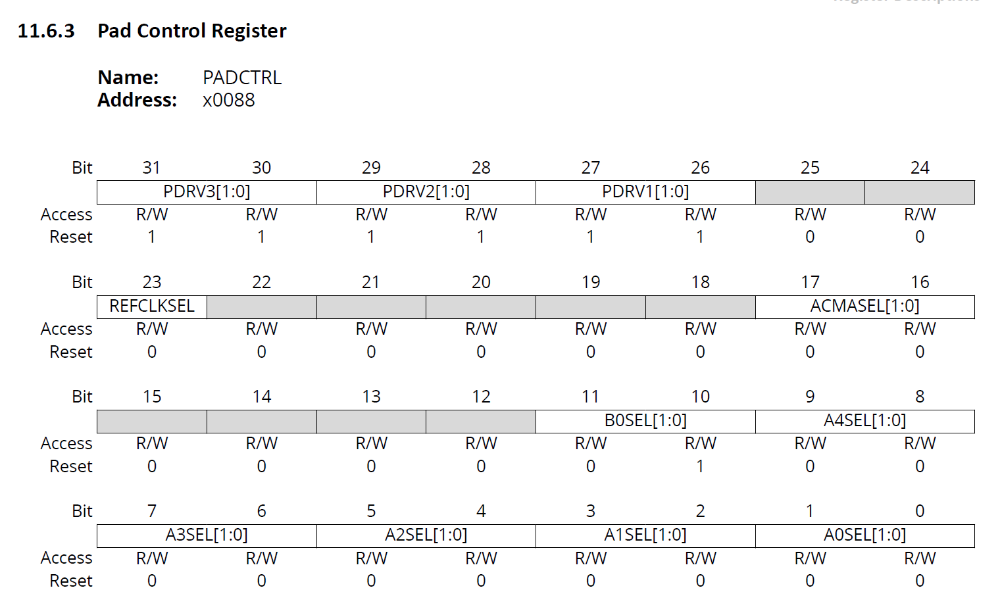 Register Descriptions
11.6.3 Pad Control Register
Name: PADCTRL
Address: x0088
Bit 31 30 29 28 27 26 25 24
PDRV3[1:0] PDRV2[1:0] PDRV1[1:0]
Access R/W R/W R/W R/W R/W R/W R/W R/W
Reset 1 1 1 1 1 1 0 0
Bit 23 22 21 20 19 18 17 16
REFCLKSEL ACMASEL[1:0]
Access R/W R/W R/W R/W R/W R/W R/W R/W
Reset 0 0 0 0 0 0 0 0
Bit 15 14 13 12 11 10 9 8
B0SEL[1:0] A4SEL[1:0]
Access R/W R/W R/W R/W R/W R/W R/W R/W
Reset 0 0 0 0 0 1 0 0
Bit 7 6 5 4 3 2 1 0
A3SEL[1:0] A2SEL[1:0] A1SEL[1:0] A0SEL[1:0]
Access R/W R/W R/W R/W R/W R/W R/W R/W
Reset 0 0 0 0 0 0 0 0